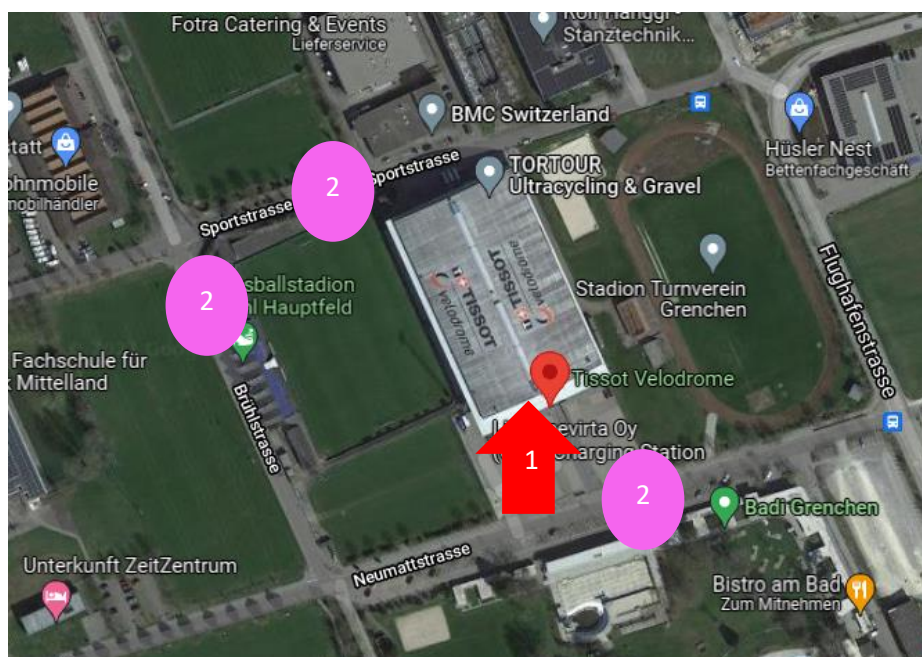 Fotra Catering & Events
Lieferservice
Stanztechnik...
BMC Switzerland
Hüsler Nest
Bettenfachgeschäft
TORTOUR
Ultracycling & Gravel
2
Sportstrasse
Sportstrasse
2
TISSOT
velodrome
TISSOT
velodrome
Stadion Turnverein
Grenchen
Flughafenstrasse
Hauptfeld
Fachschule für
Mittelland
Brühlstrasse
Tissot Velodrome
1
Station
2
Badi Grenchen
Neumattstrasse
Unterkunft ZeitZentrum
Bistro am Bad
Zum Mitnehmen